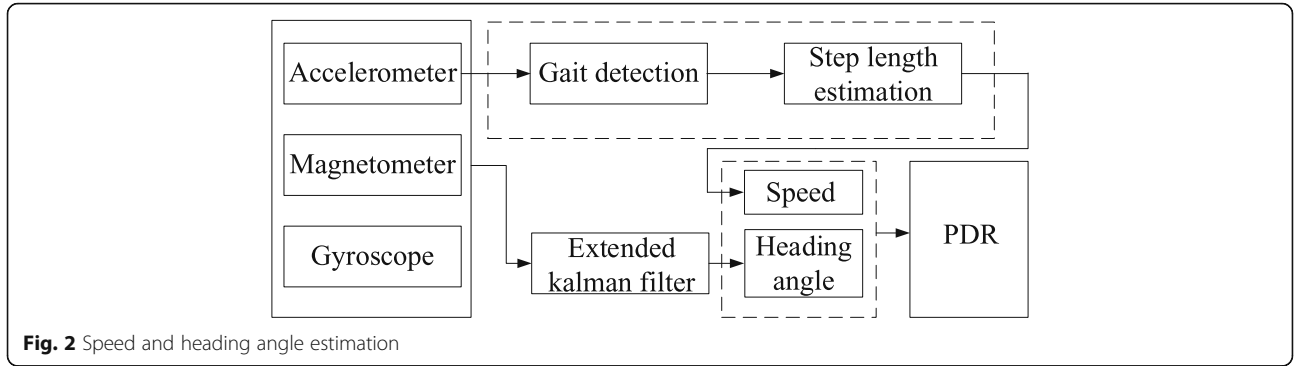 Accelerometer
Gait detection
Step length
estimation
Magnetometer
Speed
PDR
Gyroscope
Extended
kalman filter
Heading
angle
Fig. 2 Speed and heading angle estimation